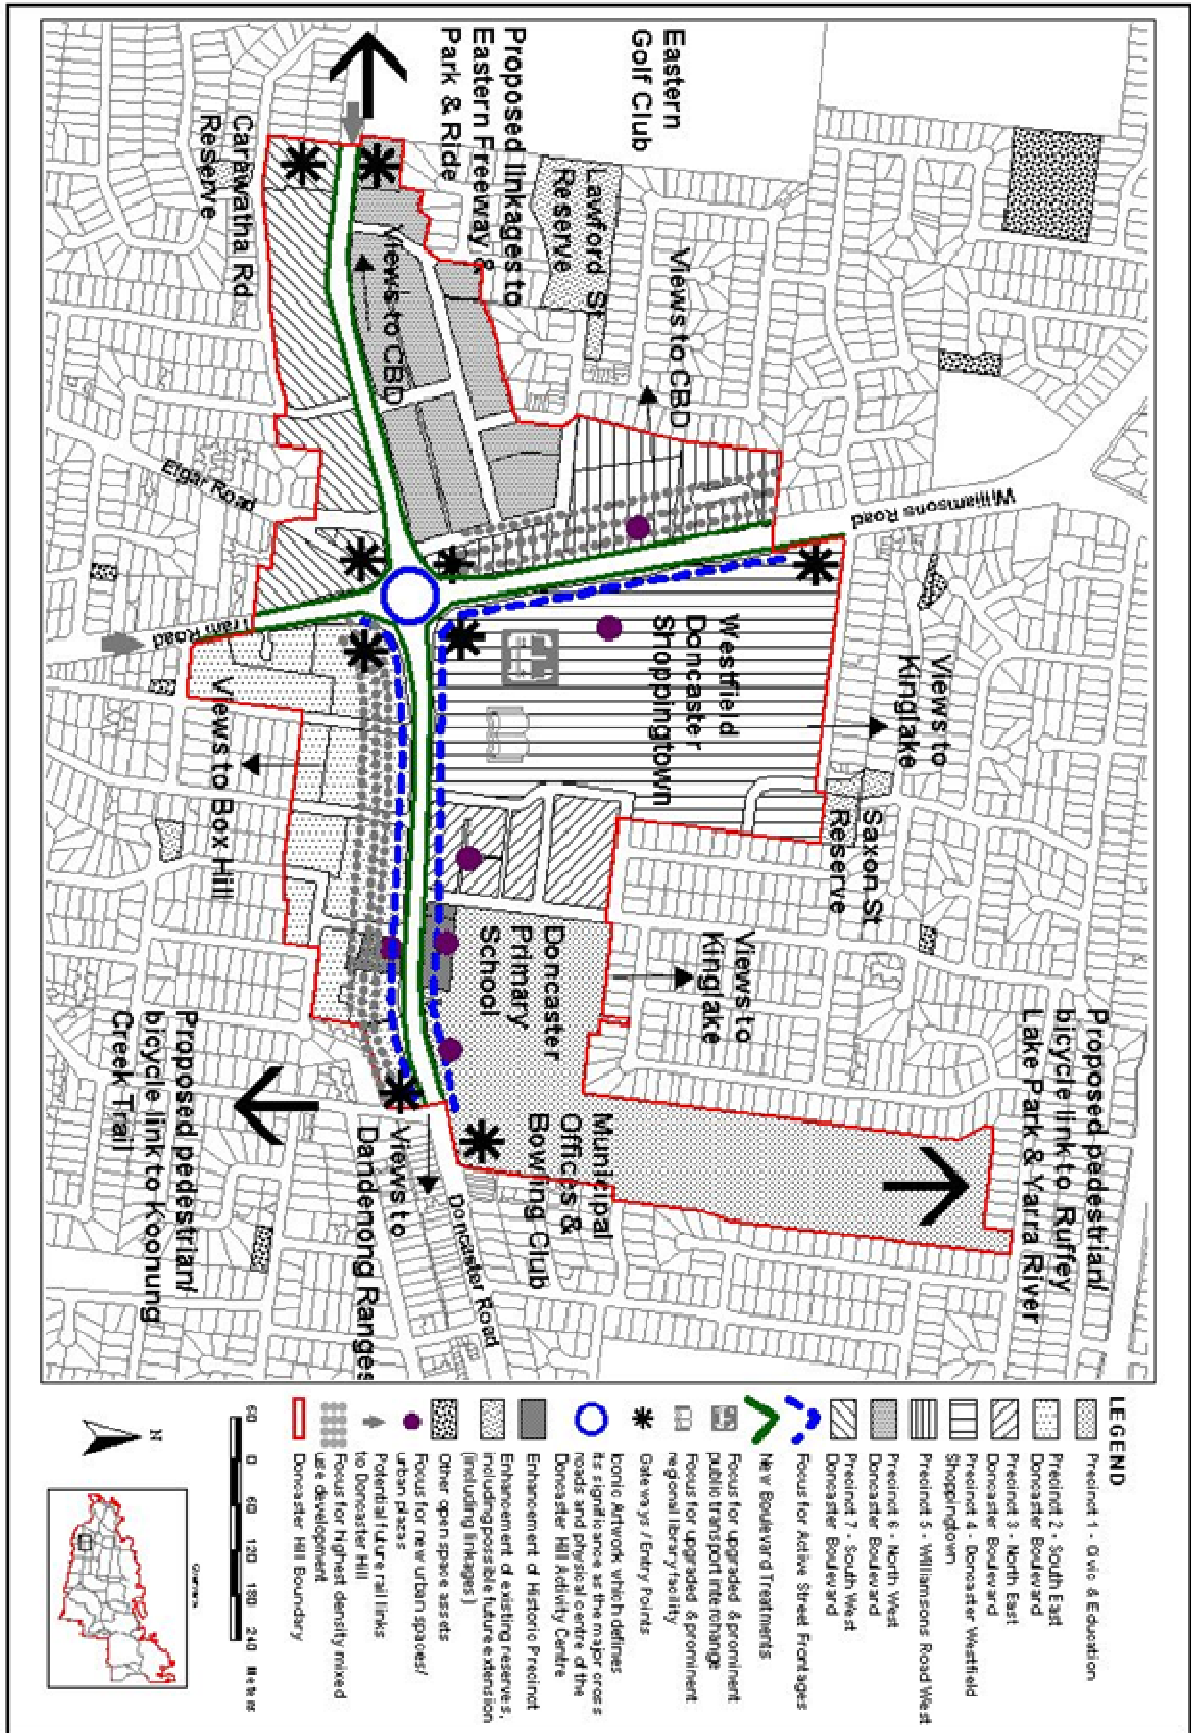 Eastern
Golf Club
Proposed linkages to
Eastern Freeway &
Park & Ride
Carawatha Rd
Reserve
Lawford St
Reserve
Views to CBD
Views to CBD
Elgar Road
Williamsons Road
Tram Road
Westfield
Doncaster
Shoppingtown
Views to
Kinglake
Saxon St
Reserve
Views to Box Hill
Doncaster
Primary
School
Views to
Kinglake
Proposed pedestrian/
bicycle link to Ruffey
Lake Park & Yarra River
Municipal
Offices &
Bowling Club
Views to
Dandenong Ranges
Doncaster Road
Proposed pedestrian/
bicycle link to Koonung
Creek Trail
LEGEND
Precinct 1 - Civic & Education
Precinct 2 - South East
Doncaster Boulevard
Precinct 3 - North East
Doncaster Boulevard
Precinct 4 - Doncaster Westfield
Shoppingtown
Precinct 5 - Williamsons Road West
Precinct 6 - North West
Doncaster Boulevard
Precinct 7 - South West
Doncaster Boulevard
Focus for Active Street Frontages
New Boulevard Treatments
Focus for upgraded & prominent
public transport interchange
Focus for upgraded & prominent
regional library facility
Gateways / Entry Points
Iconic Artwork which defines
its significance as the major cross
roads and physical centre of the
Doncaster Hill Activity Centre
Enhancement of Historic Precinct
Enhancement of existing reserves,
including possible future extension
(including linkages)
Other open space assets
Focus for new urban spaces/
urban plazas
Potential future rail links
to Doncaster Hill
Focus for highest density mixed
use development
Doncaster Hill Boundary
60 0 60 120 180 240 Meters
N